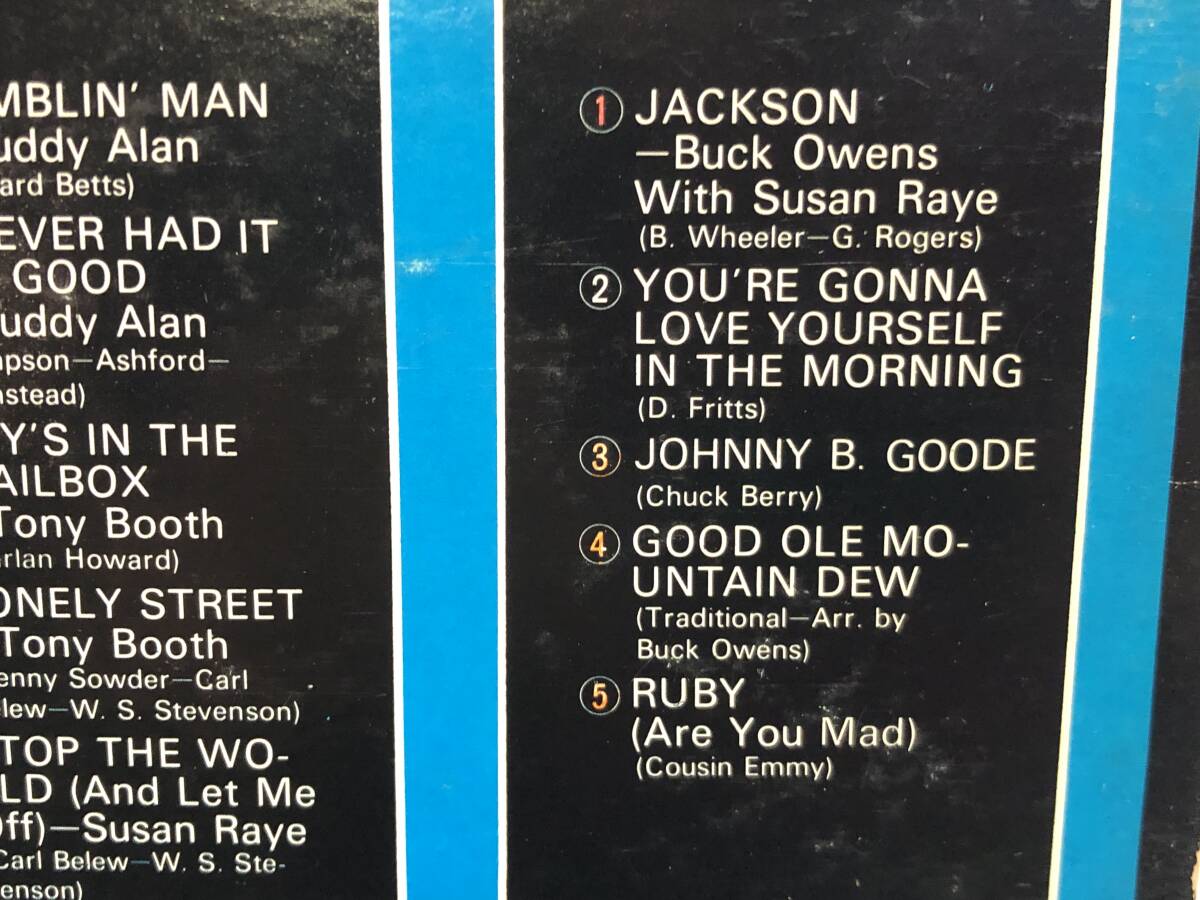 MBLIN' MAN
uddy Alan
ard Betts)
EVER HAD IT
GOOD
uddy Alan
pson—Ashford—
stead)
Y'S IN THE
AILBOX
Tony Booth
rlan Howard)
ONELY STREET
Tony Booth
enny Sowder—Carl
lew—W. S. Stevenson)
TOP THE WO-
LD (And Let Me
Off)—Susan Raye
Carl Belew—W. S. Ste-
enson)
1 JACKSON
—Buck Owens
With Susan Raye
(B. Wheeler—G. Rogers)
2 YOU'RE GONNA
LOVE YOURSELF
IN THE MORNING
(D. Fritts)
3 JOHNNY B. GOODE
(Chuck Berry)
4 GOOD OLE MO-
UNTAIN DEW
(Traditional—Arr. by
Buck Owens)
5 RUBY
(Are You Mad)
(Cousin Emmy)